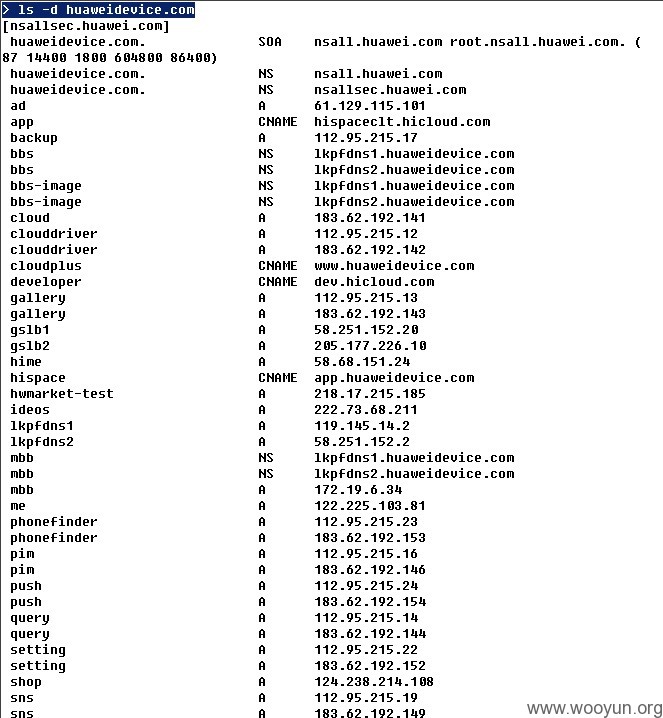 > ls -d huaweidevice.com
[nsallsec.huawei.com]
huaweidevice.com. SOA nsall.huawei.com root.nsall.huawei.com. (
87 14400 1800 604800 86400)
huaweidevice.com. NS nsall.huawei.com
huaweidevice.com. NS nsallsec.huawei.com
ad A 61.129.115.101
app CNAME hispaceclt.hicloud.com
backup A 112.95.215.17
bbs NS lkpfdns1.huaweidevice.com
bbs NS lkpfdns2.huaweidevice.com
bbs-image NS lkpfdns1.huaweidevice.com
bbs-image NS lkpfdns2.huaweidevice.com
cloud A 183.62.192.141
clouddriver A 112.95.215.12
clouddriver A 183.62.192.142
cloudplus CNAME www.huaweidevice.com
developer CNAME dev.hicloud.com
gallery A 112.95.215.13
gallery A 183.62.192.143
gslb1 A 58.251.152.20
gslb2 A 205.177.226.10
hime A 58.68.151.24
hispace CNAME app.huaweidevice.com
hwmarket-test A 218.17.215.185
ideos A 222.73.68.211
lkpfdns1 A 119.145.14.2
lkpfdns2 A 58.251.152.2
mbb NS lkpfdns1.huaweidevice.com
mbb NS lkpfdns2.huaweidevice.com
mbb A 172.19.6.34
me A 122.225.103.81
phonefinder A 112.95.215.23
phonefinder A 183.62.192.153
pim A 112.95.215.16
pim A 183.62.192.146
push A 112.95.215.24
push A 183.62.192.154
query A 112.95.215.14
query A 183.62.192.144
setting A 112.95.215.22
setting A 183.62.192.152
shop A 124.238.214.108
sns A 112.95.215.19
sns A 183.62.192.149
www.wooyun.org